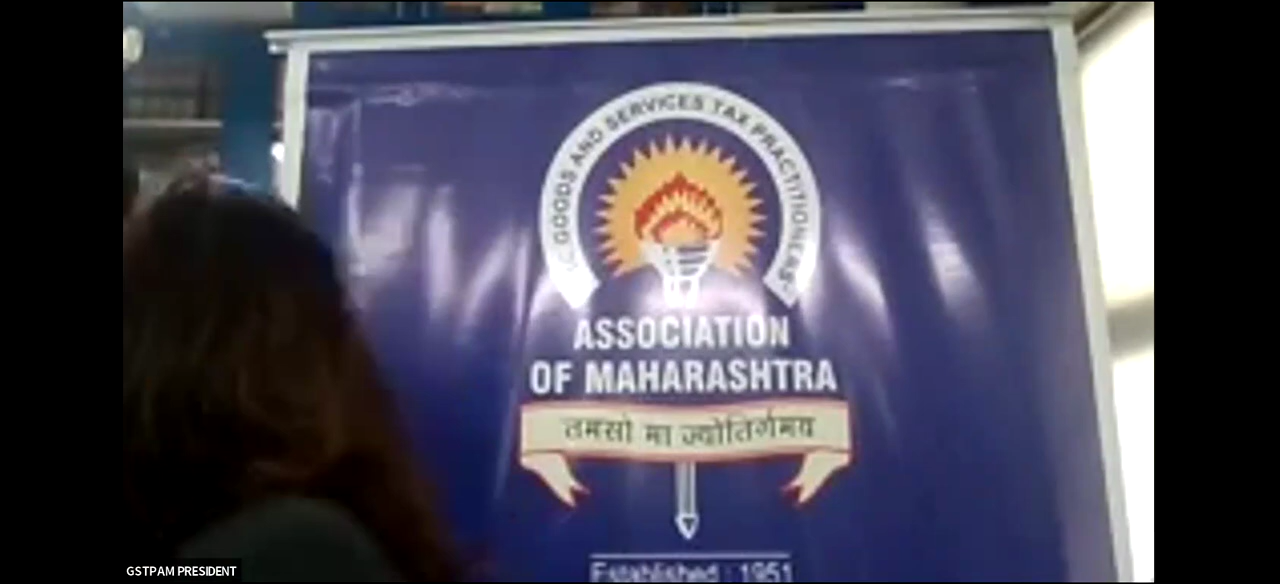 GOODS AND SERVICES TAX PRACTITIONERS'
ASSOCIATION
OF MAHARASHTRA
तमसो मा ज्योतिर्गमय
Established : 1951
GSTPAM PRESIDENT